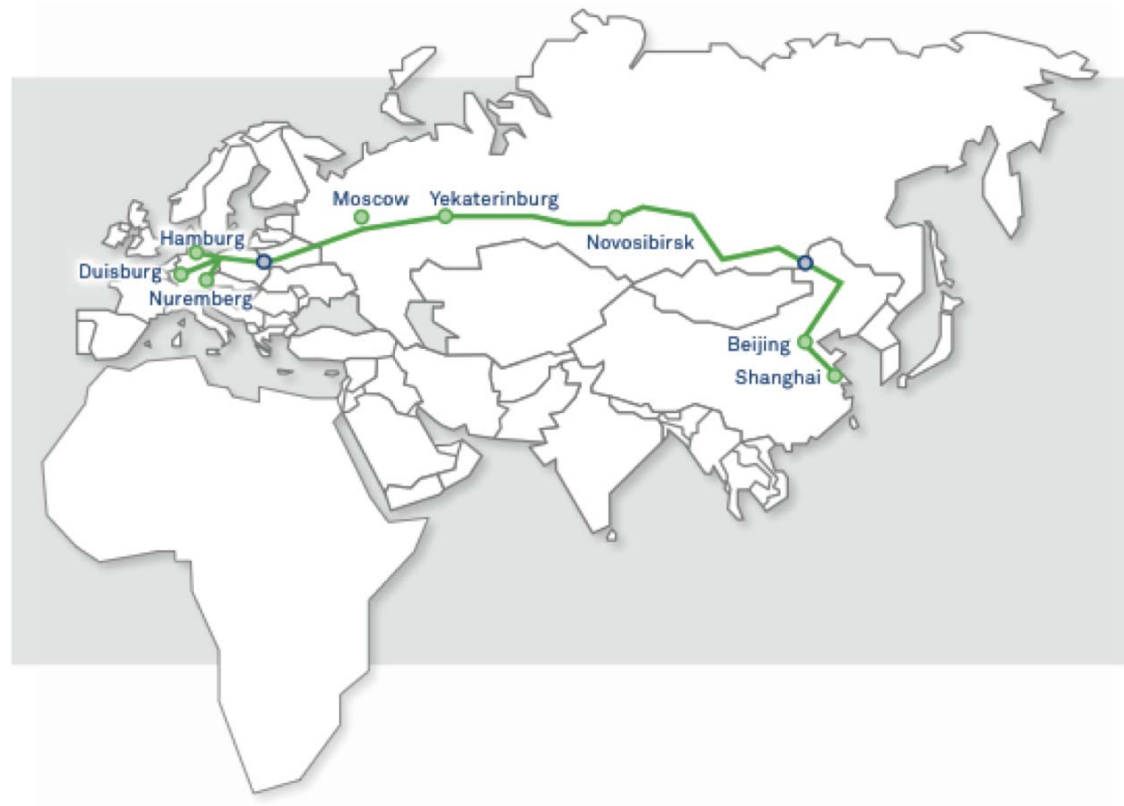 Moscow
Yekaterinburg
Hamburg
Novosibirsk
Duisburg
Nuremberg
Beijing
Shanghai